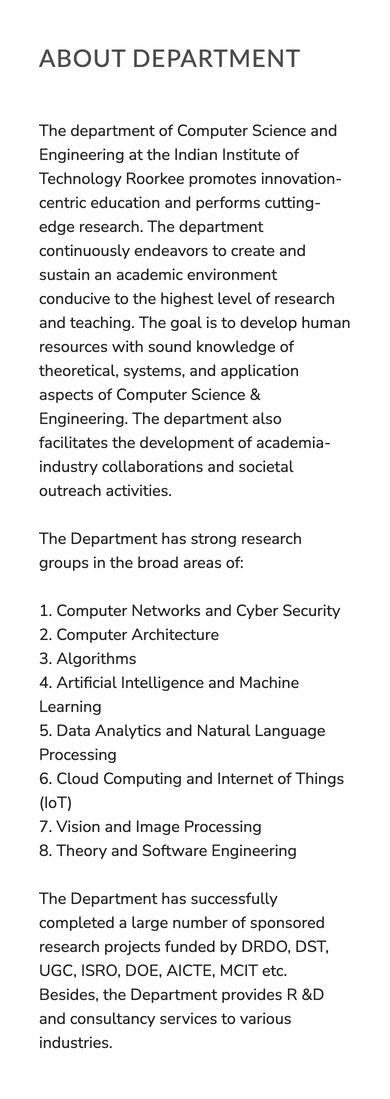 ABOUT DEPARTMENT
The department of Computer Science and
Engineering at the Indian Institute of
Technology Roorkee promotes innovation-
centric education and performs cutting-
edge research. The department
continuously endeavors to create and
sustain an academic environment
conducive to the highest level of research
and teaching. The goal is to develop human
resources with sound knowledge of
theoretical, systems, and application
aspects of Computer Science &
Engineering. The department also
facilitates the development of academia-
industry collaborations and societal
outreach activities.
The Department has strong research
groups in the broad areas of:
1. Computer Networks and Cyber Security
2. Computer Architecture
3. Algorithms
4. Artificial Intelligence and Machine
Learning
5. Data Analytics and Natural Language
Processing
6. Cloud Computing and Internet of Things
(IoT)
7. Vision and Image Processing
8. Theory and Software Engineering
The Department has successfully
completed a large number of sponsored
research projects funded by DRDO, DST,
UGC, ISRO, DOE, AICTE, MCIT etc.
Besides, the Department provides R &D
and consultancy services to various
industries.